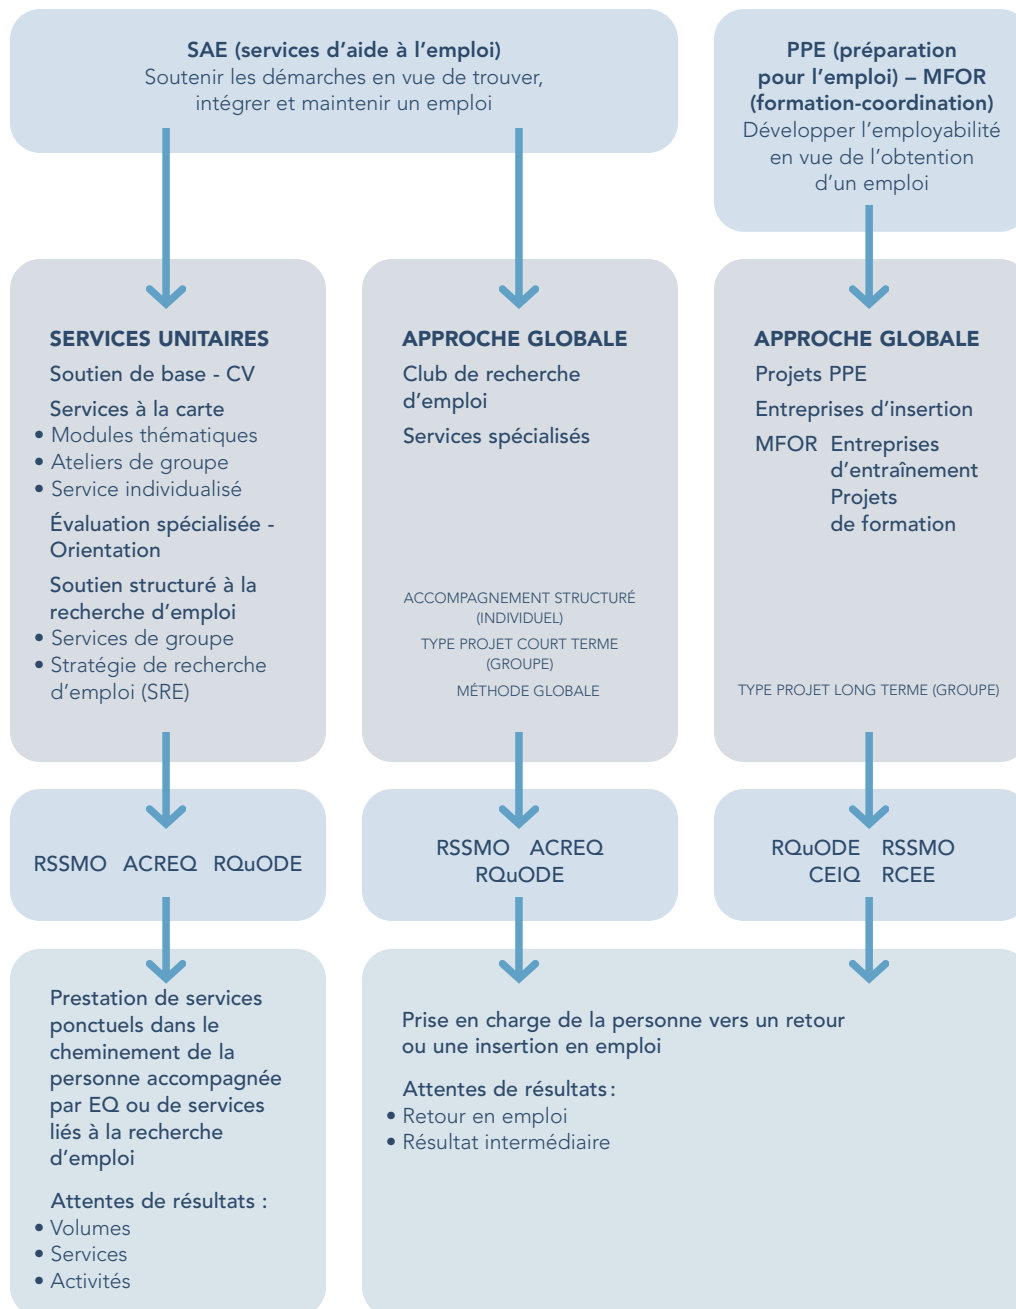 SAE (services d’aide à l’emploi)
Soutenir les démarches en vue de trouver,
intégrer et maintenir un emploi
PPE (préparation
pour l’emploi) – MFOR
(formation-coordination)
Développer l’employabilité
en vue de l’obtention
d’un emploi
SERVICES UNITAIRES
Soutien de base - CV
Services à la carte
• Modules thématiques
• Ateliers de groupe
• Service individualisé
Évaluation spécialisée -
Orientation
Soutien structuré à la
recherche d’emploi
• Services de groupe
• Stratégie de recherche
d’emploi (SRE)
APPROCHE GLOBALE
Club de recherche
d’emploi
Services spécialisés
ACCOMPAGNEMENT STRUCTURÉ
(INDIVIDUEL)
TYPE PROJET COURT TERME
(GROUPE)
MÉTHODE GLOBALE
APPROCHE GLOBALE
Projets PPE
Entreprises d’insertion
MFOR Entreprises
d’entraînement
Projets
de formation
TYPE PROJET LONG TERME (GROUPE)
RSSMO ACREQ RQuODE
RSSMO ACREQ
RQuODE
RQuODE RSSMO
CEIQ RCEE
Prestation de services
ponctuels dans le
cheminement de la
personne accompagnée
par EQ ou de services
liés à la recherche
d’emploi
Attentes de résultats :
• Volumes
• Services
• Activités
Prise en charge de la personne vers un retour
ou une insertion en emploi
Attentes de résultats :
• Retour en emploi
• Résultat intermédiaire